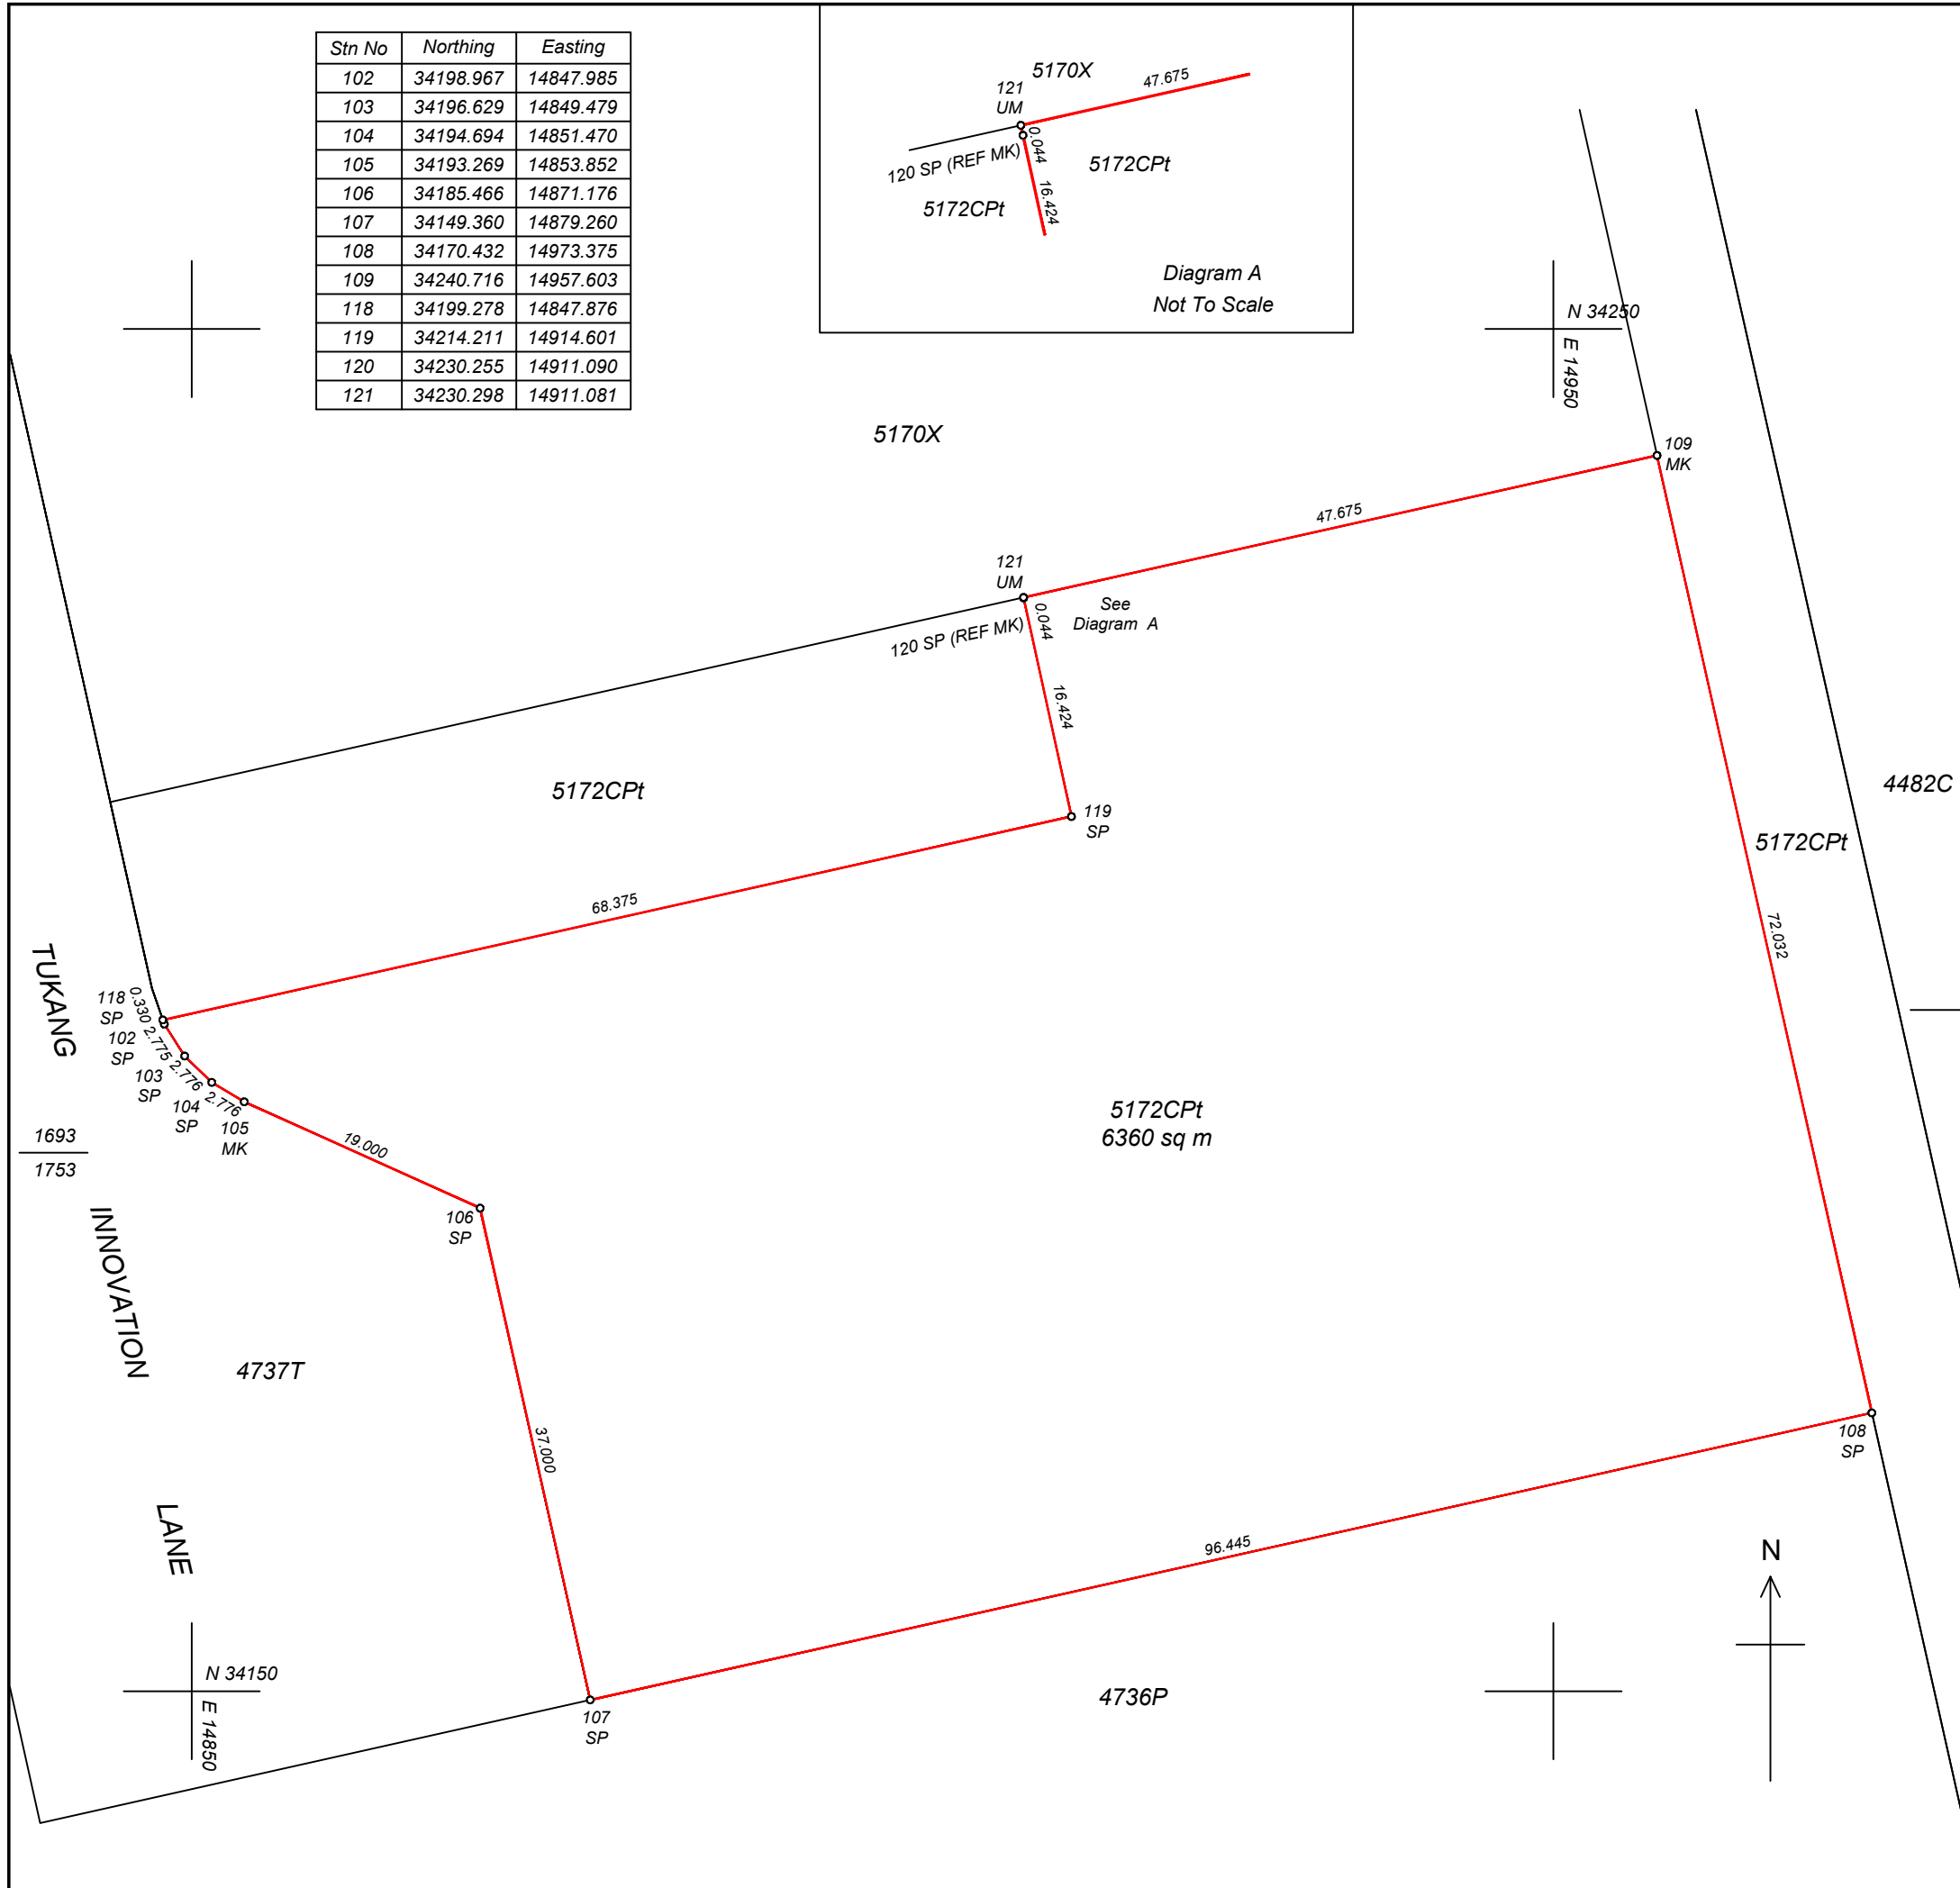 Stn No Northing Easting
102 34198.967 14847.985
103 34196.629 14849.479
104 34194.694 14851.470
105 34193.269 14853.852
106 34185.466 14871.176
107 34149.360 14879.260
108 34170.432 14973.375
109 34240.716 14957.603
118 34199.278 14847.876
119 34214.211 14914.601
120 34230.255 14911.090
121 34230.298 14911.081
5170X
47.675
121
UM
0.044
120 SP (REF MK)
5172CPt
16.424
5172CPt
Diagram A
Not To Scale
N 34250
E 14950
5170X
109
MK
47.675
121
UM
See
Diagram A
0.044
120 SP (REF MK)
16.424
5172CPt
4482C
119
SP
5172CPt
68.375
72.032
TUKANG
118
SP
0.330
102
SP
2.775
103
SP
2.776
104
SP
2.776
105
MK
5172CPt
6360 sq m
1693
1753
19.000
106
SP
INNOVATION
4737T
37.000
108
SP
LANE
96.445
N
N 34150
E 14850
4736P
107
SP